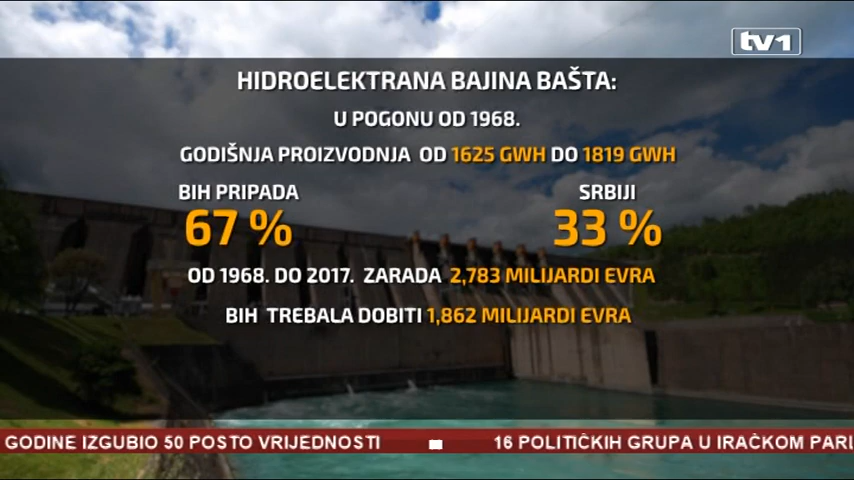 tv1
HIDROELEKTRANA BAJINA BAŠTA:
U POGONU OD 1968.
GODIŠNJA PROIZVODNJA OD 1625 GWH DO 1819 GWH
BIH PRIPADA
67 %
SRBIJI
33 %
OD 1968. DO 2017. ZARADA 2,783 MILIJARDI EVRA
BIH TREBALA DOBITI 1,862 MILIJARDI EVRA
GODINE IZGUBIO 50 POSTO VRIJEDNOSTI 16 POLITIČKIH GRUPA U IRAČKOM PARL